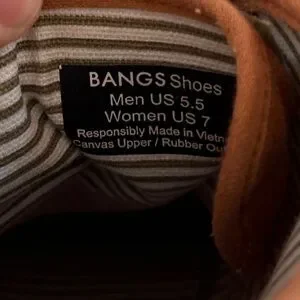 BANGS Shoes
Men US 5.5
Women US 7
Responsibly Made in Vietn
Canvas Upper / Rubber Ou